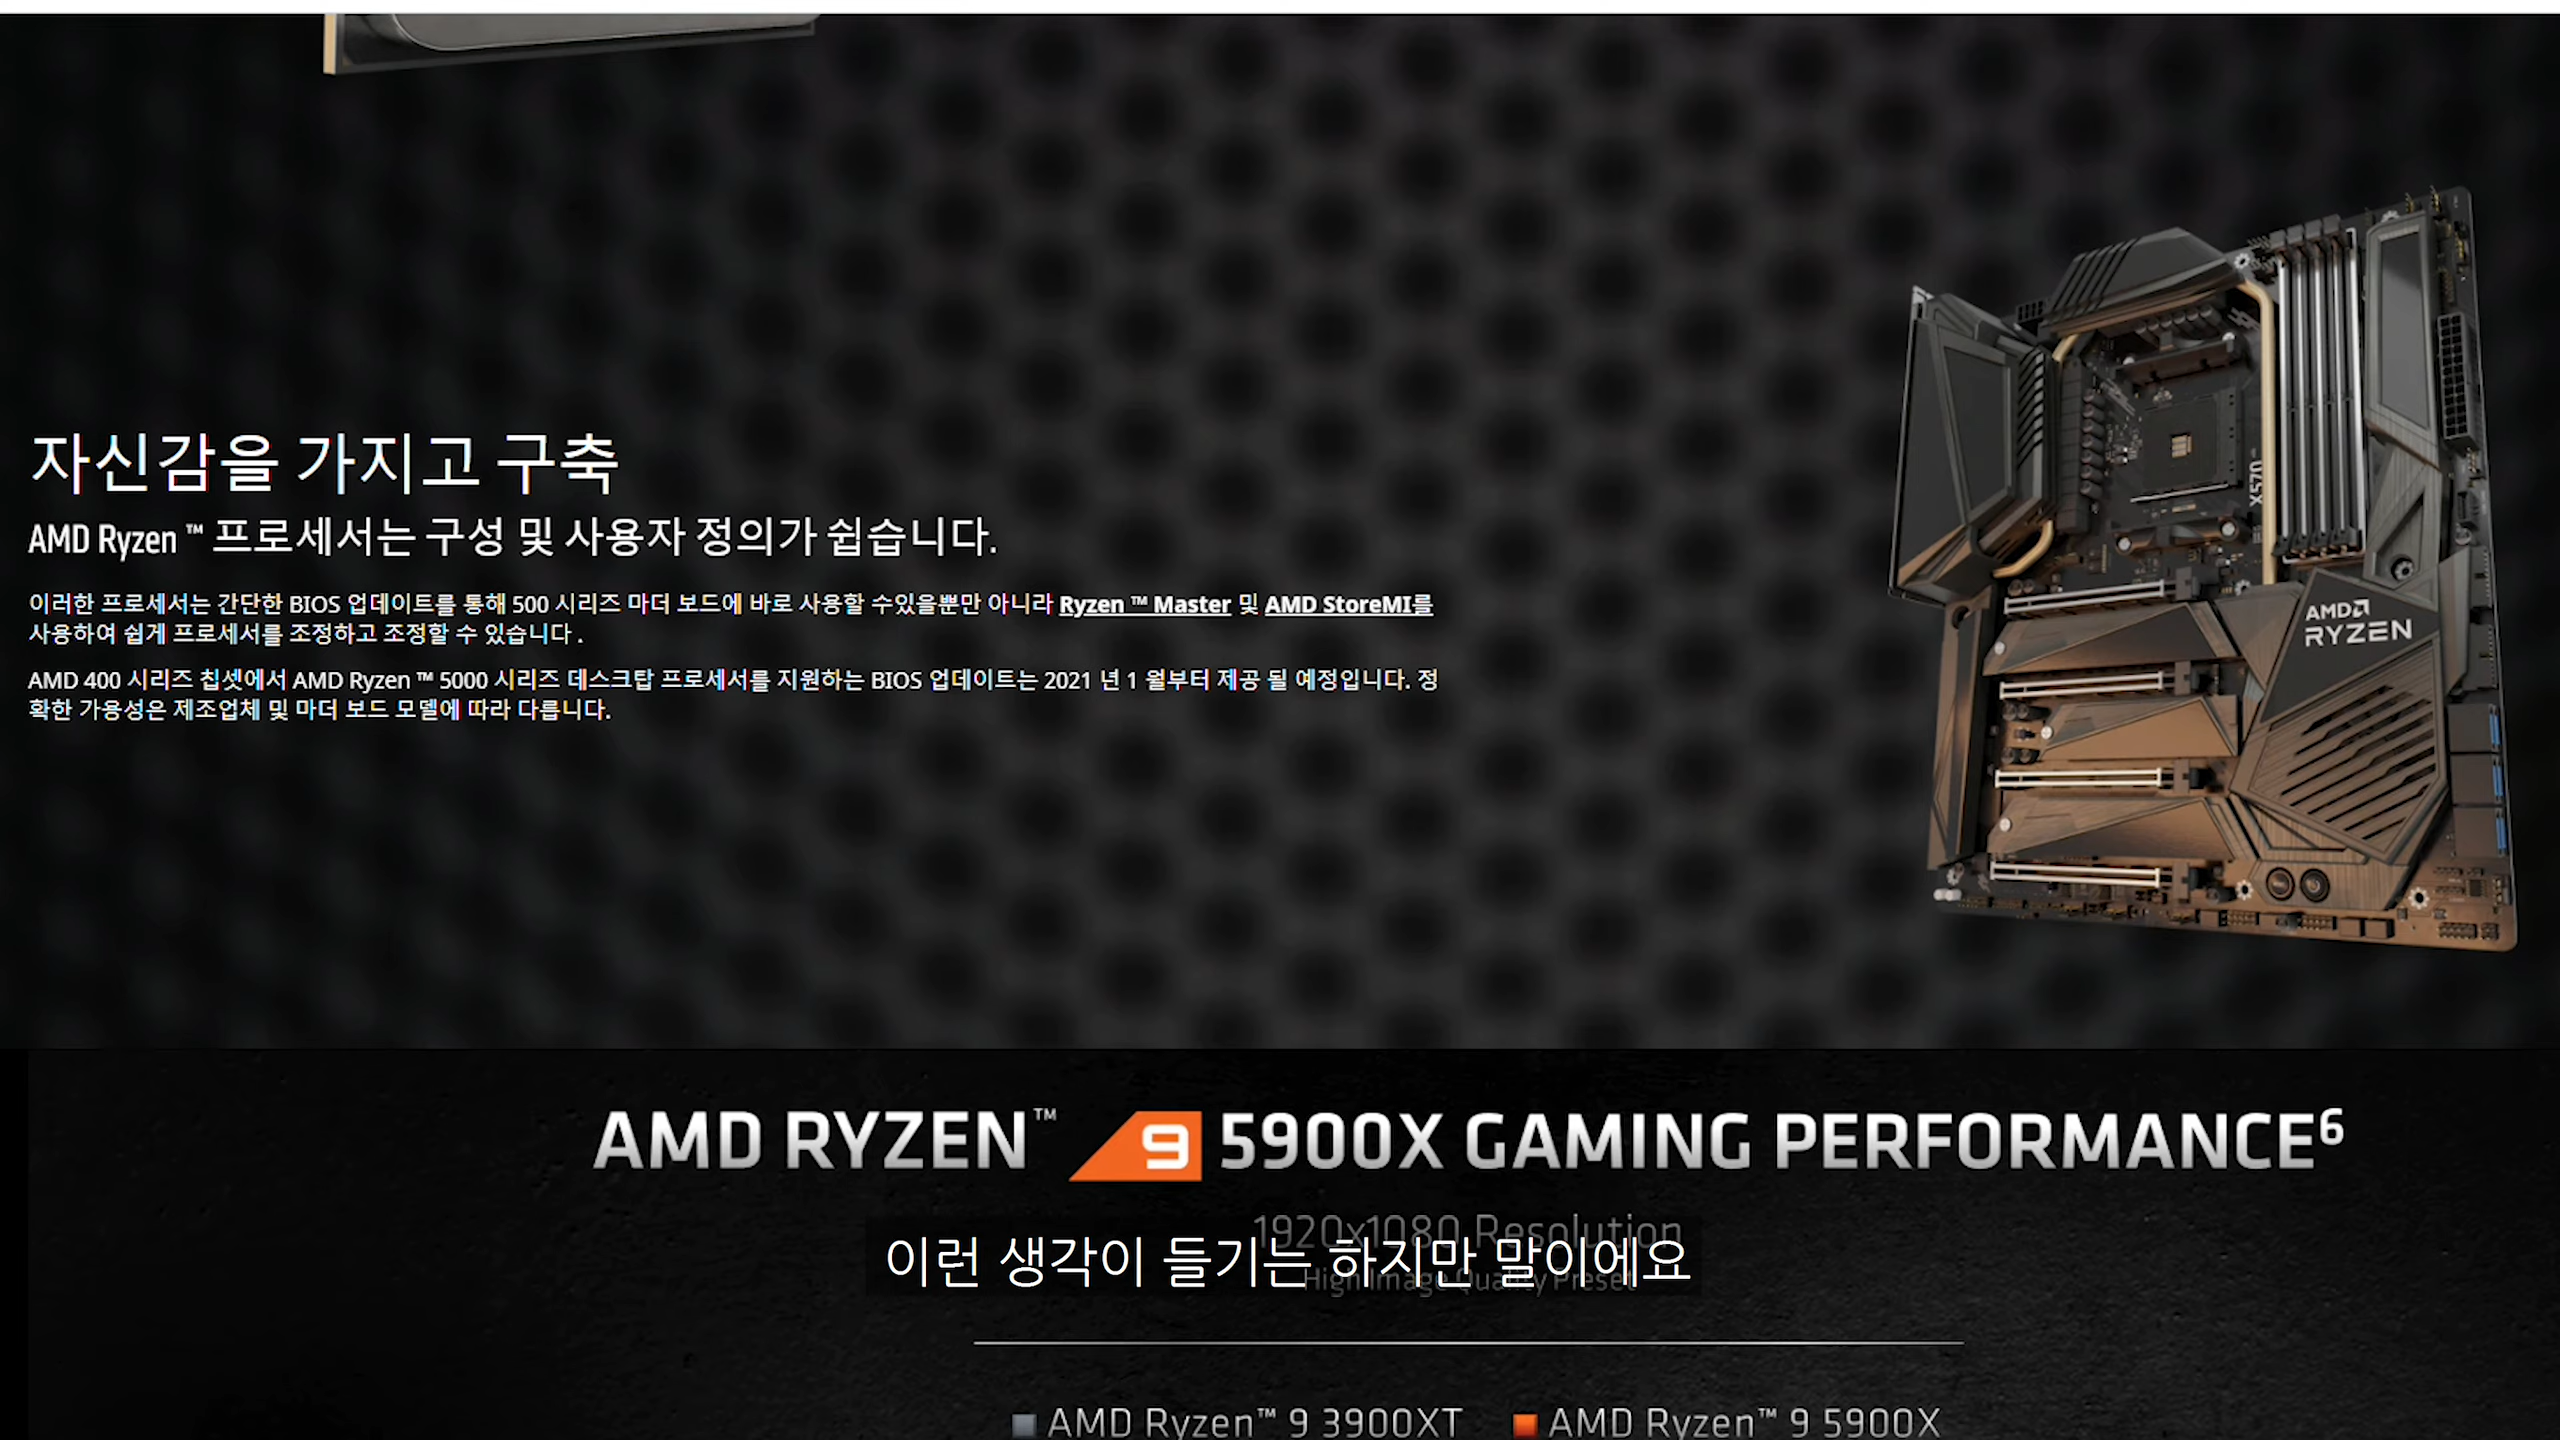 자신감을 가지고 구축
AMD Ryzen ™ 프로세서는 구성 및 사용자 정의가 쉽습니다.
이러한 프로세서는 간단한 BIOS 업데이트를 통해 500 시리즈 마더 보드에 바로 사용할 수있을뿐만 아니라 Ryzen ™ Master 및 AMD StoreMI를
사용하여 쉽게 프로세서를 조정하고 조정할 수 있습니다 .
AMD 400 시리즈 칩셋에서 AMD Ryzen ™ 5000 시리즈 데스크탑 프로세서를 지원하는 BIOS 업데이트는 2021 년 1 월부터 제공 될 예정입니다. 정
확한 가용성은 제조업체 및 마더 보드 모델에 따라 다릅니다.
X570
AMD
RYZEN
AMD RYZEN™ 9 5900X GAMING PERFORMANCE⁶
1920x1080 Resolution
이런 생각이 들기는 하지만 말이에요
High Image Quality Preset
AMD Ryzen™ 9 3900XT AMD Ryzen™ 9 5900X